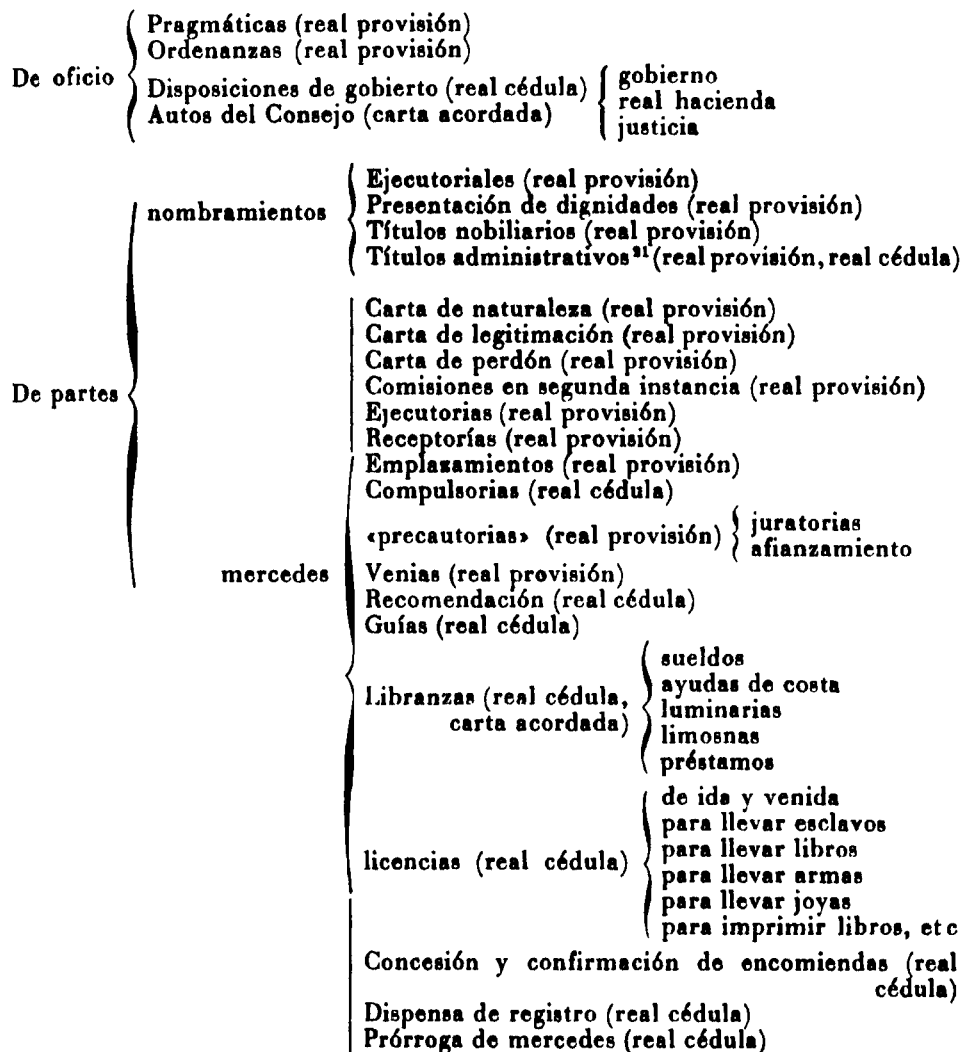 Pragmáticas (real provisión)
Ordenanzas (real provisión)
De oficio
Disposiciones de gobierto (real cédula)
Autos del Consejo (carta acordada)
gobierno
real hacienda
justicia
De partes
nombramientos
Ejecutoriales (real provisión)
Presentación de dignidades (real provisión)
Títulos nobiliarios (real provisión)
Títulos administrativos²¹ (real provisión, real cédula)
mercedes
Carta de naturaleza (real provisión)
Carta de legitimación (real provisión)
Carta de perdón (real provisión)
Comisiones en segunda instancia (real provisión)
Ejecutorias (real provisión)
Receptorías (real provisión)
Emplazamientos (real provisión)
Compulsorias (real cédula)
«precautorias» (real provisión)
juratorias
afianzamiento
Venias (real provisión)
Recomendación (real cédula)
Guías (real cédula)
Libranzas (real cédula,
carta acordada)
sueldos
ayudas de costa
luminarias
limosnas
préstamos
licencias (real cédula)
de ida y venida
para llevar esclavos
para llevar libros
para llevar armas
para llevar joyas
para imprimir libros, etc
Concesión y confirmación de encomiendas (real
cédula)
Dispensa de registro (real cédula)
Prórroga de mercedes (real cédula)